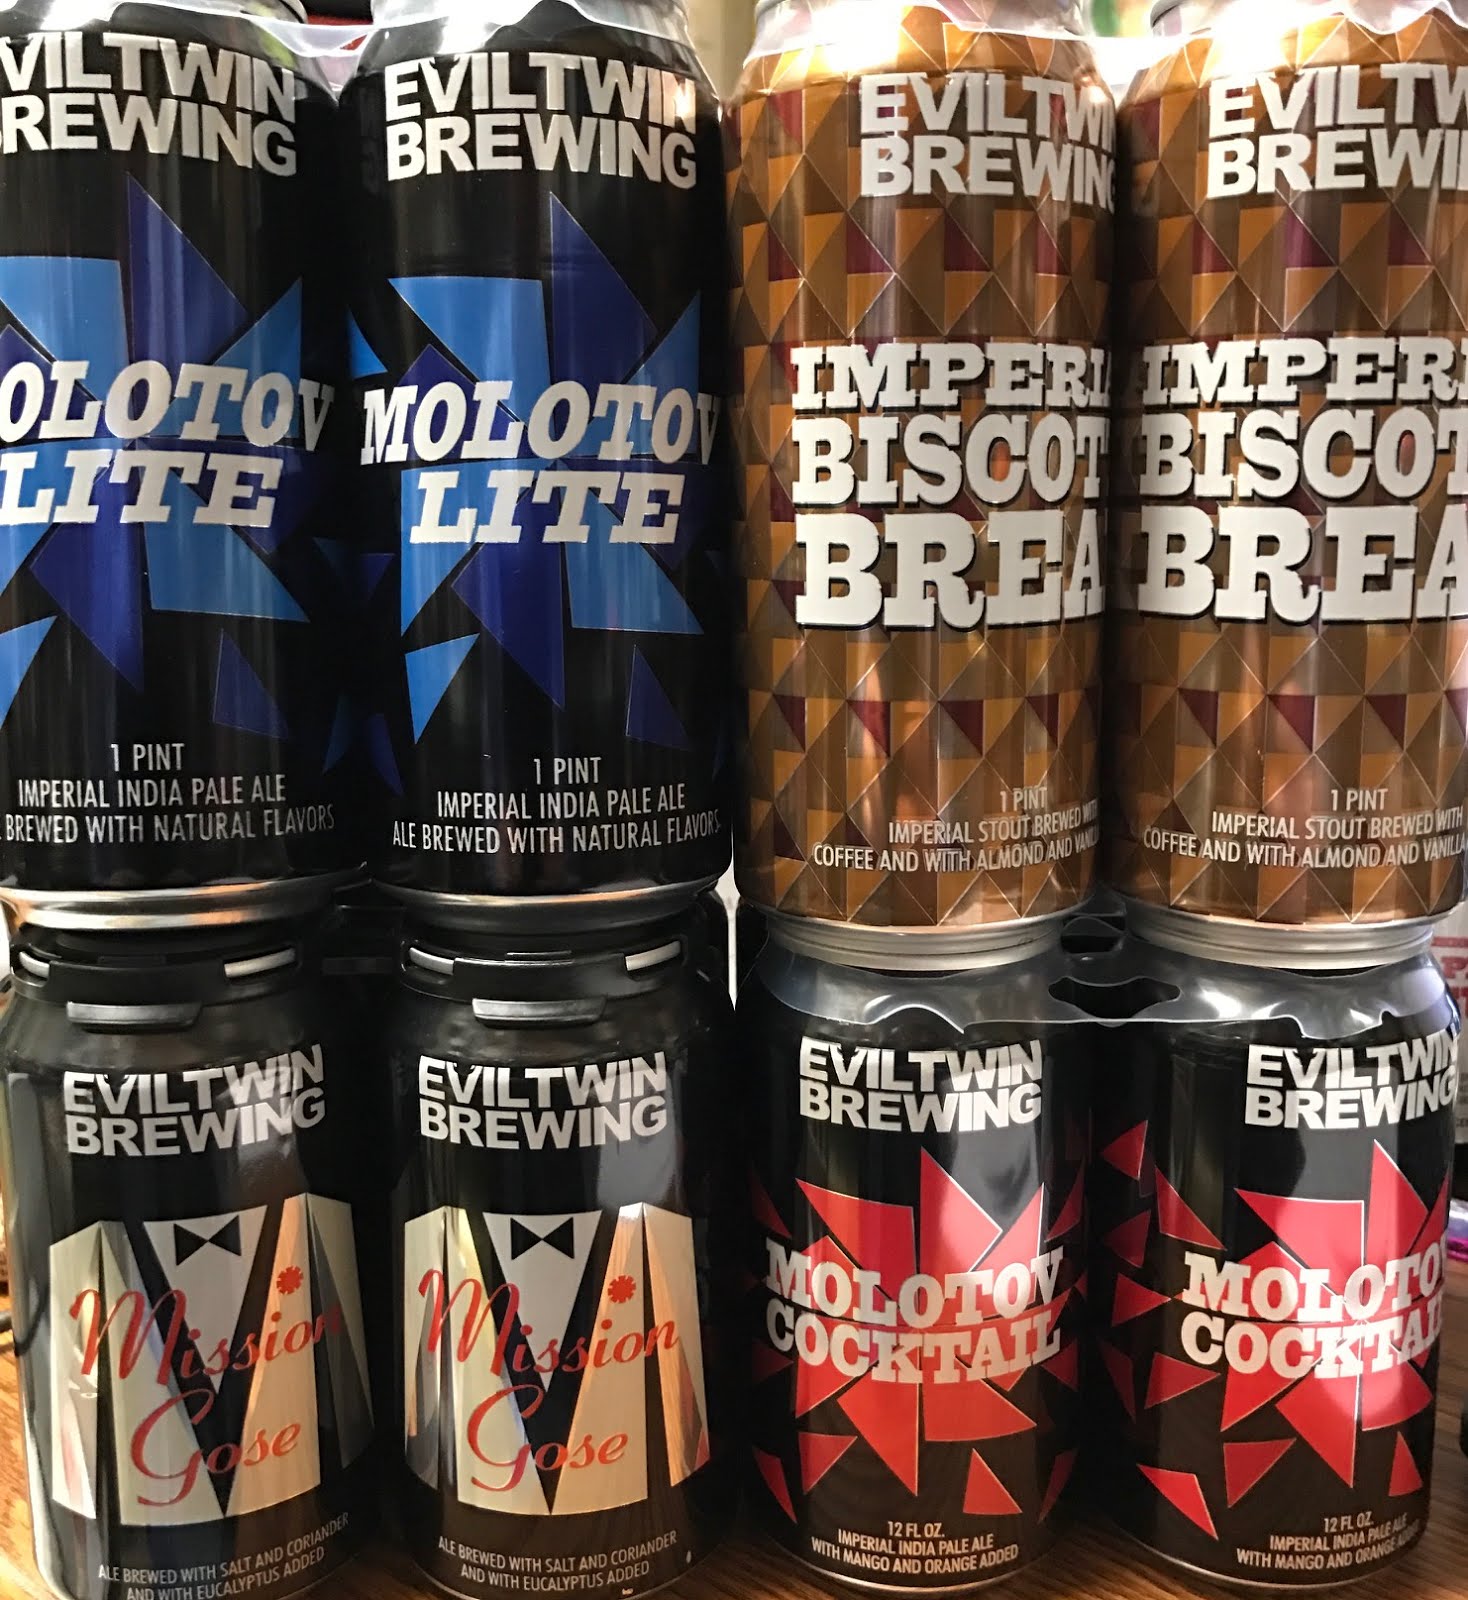 EVILTWIN
BREWING
MOLOTOV
LITE
1 PINT
IMPERIAL INDIA PALE ALE
BREWED WITH NATURAL FLAVORS
EVILTWIN
BREWING
MOLOTOV
LITE
1 PINT
IMPERIAL INDIA PALE ALE
ALE BREWED WITH NATURAL FLAVORS
EVILTWIN
BREWING
IMPERIA
BISCOT
BREA
1 PINT
IMPERIAL STOUT BREWED WITH
COFFEE AND WITH ALMOND AND VANILLA
EVILTW
BREWI
IMPERI
BISCOT
BREA
1 PINT
IMPERIAL STOUT BREWED WITH
COFFEE AND WITH ALMOND AND VANILLA
EVILTWIN
BREWING
Mission
Gose
ALE BREWED WITH SALT AND CORIANDER
AND WITH EUCALYPTUS ADDED
EVILTWIN
BREWING
Mission
Gose
ALE BREWED WITH SALT AND CORIANDER
AND WITH EUCALYPTUS ADDED
EVILTWIN
BREWING
MOLOTOV
COCKTAIL
12 FL. OZ.
IMPERIAL INDIA PALE ALE
WITH MANGO AND ORANGE ADDED
EVILTWIN
BREWING
MOLOTOV
COCKTAIL
12 FL. OZ.
IMPERIAL INDIA PALE ALE
WITH MANGO AND ORANGE ADDED